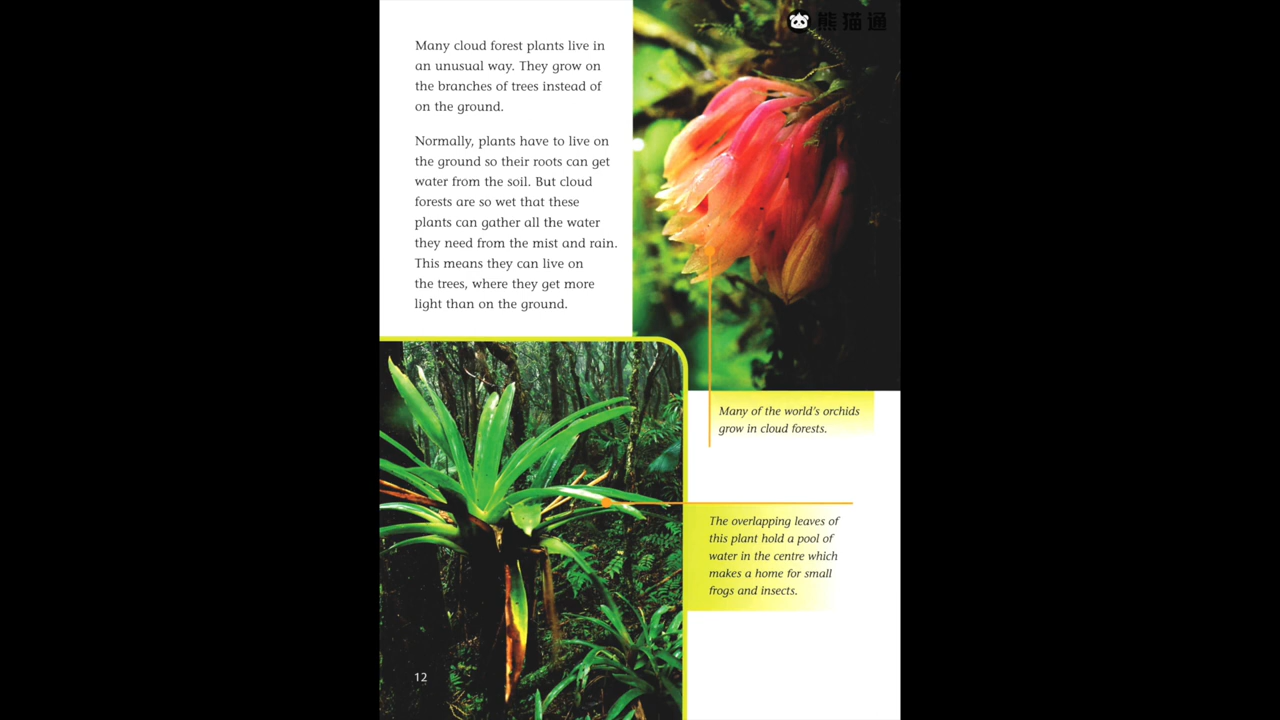 熊猫通
Many cloud forest plants live in
an unusual way. They grow on
the branches of trees instead of
on the ground.
Normally, plants have to live on
the ground so their roots can get
water from the soil. But cloud
forests are so wet that these
plants can gather all the water
they need from the mist and rain.
This means they can live on
the trees, where they get more
light than on the ground.
Many of the world's orchids
grow in cloud forests.
The overlapping leaves of
this plant hold a pool of
water in the centre which
makes a home for small
frogs and insects.
12